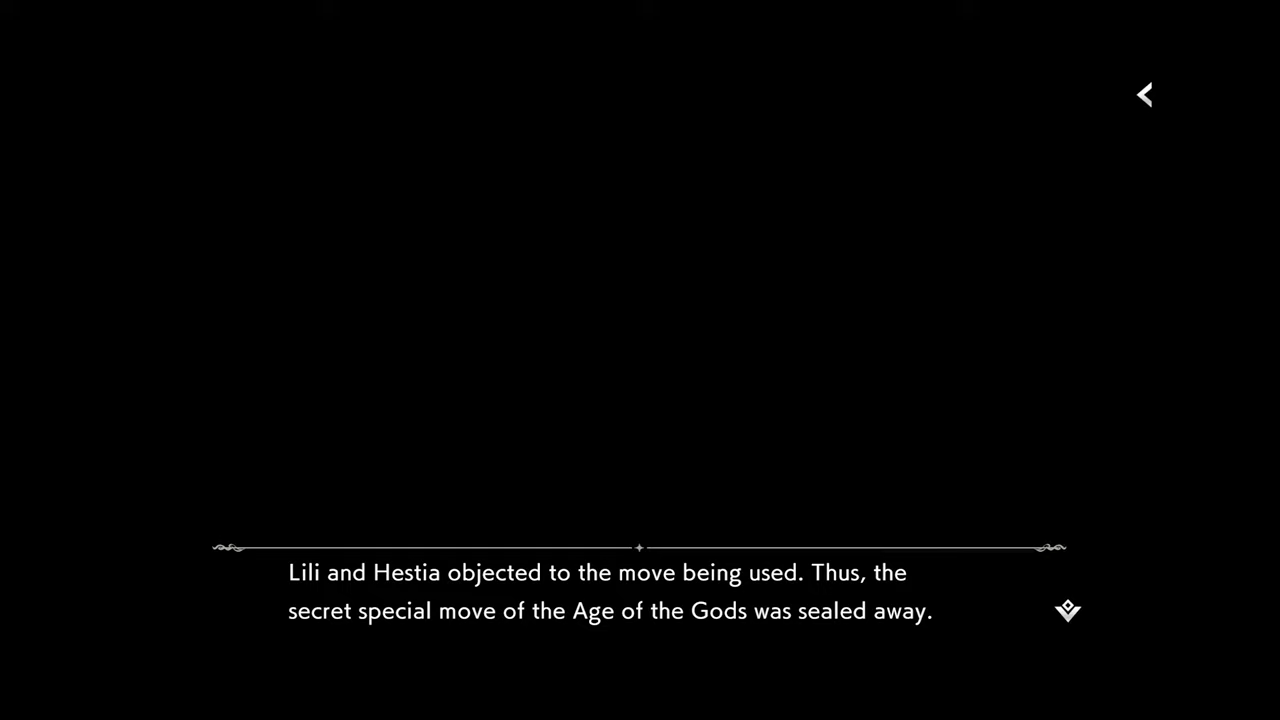 Lili and Hestia objected to the move being used. Thus, the
secret special move of the Age of the Gods was sealed away.